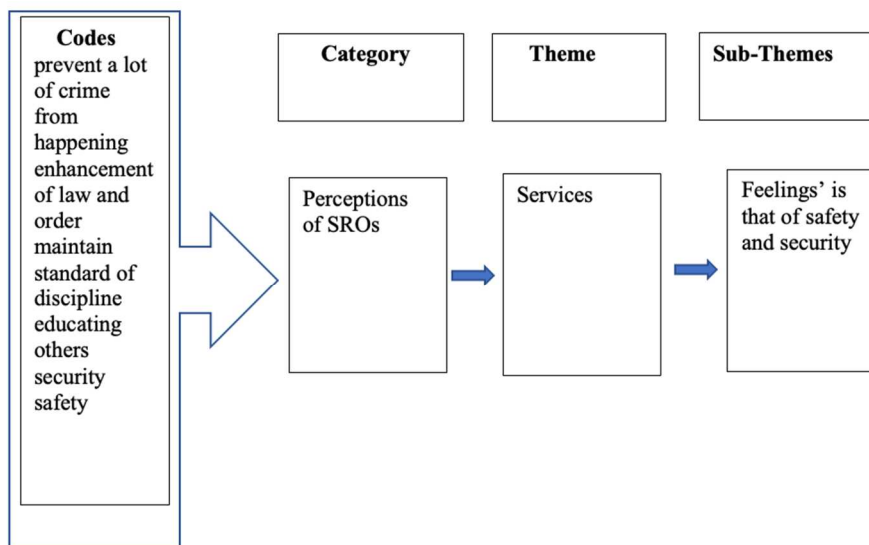 Codes
prevent a lot
of crime
from
happening
enhancement
of law and
order
maintain
standard of
discipline
educating
others
security
safety
Category
Theme
Sub-Themes
Perceptions
of SROs
Services
Feelings’ is
that of safety
and security